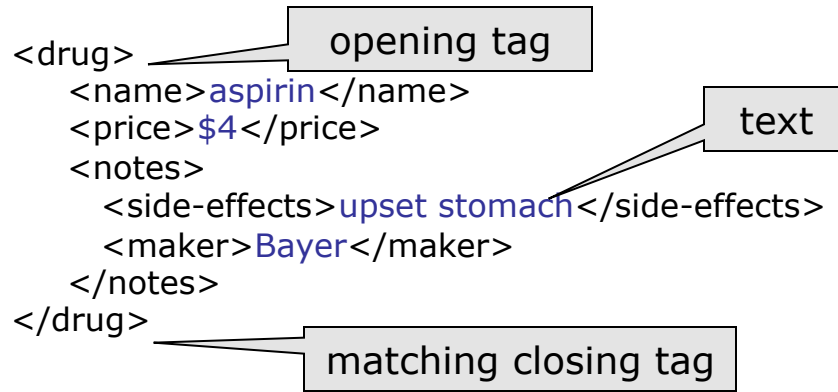 opening tag
<drug>
<name>aspirin</name>
<price>$4</price>
text
<notes>
<side-effects>upset stomach</side-effects>
<maker>Bayer</maker>
</notes>
</drug>
matching closing tag